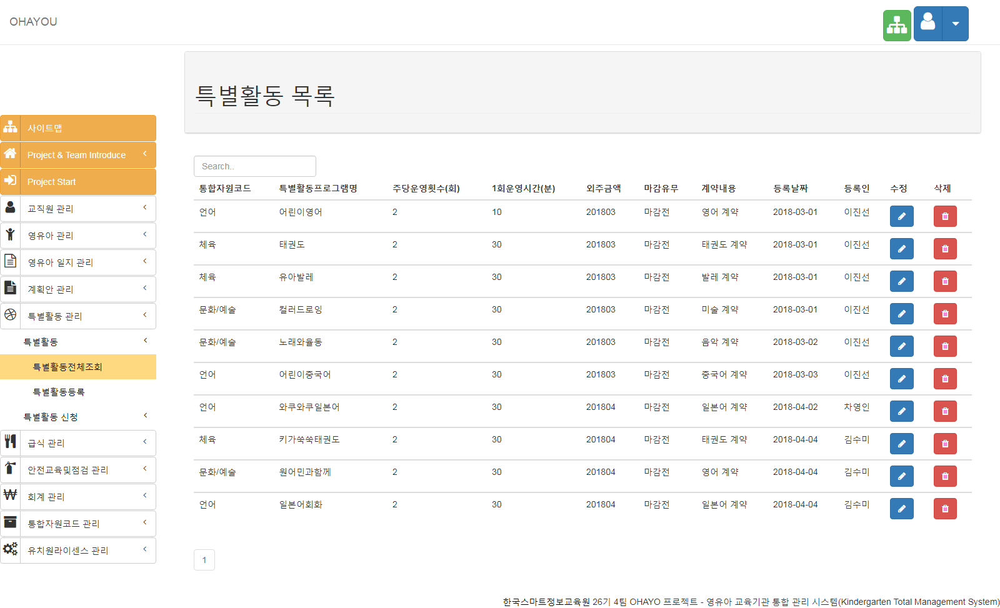 OHAYOU
특별활동 목록
사이트맵
Project & Team Introduce
Project Start
교직원 관리
영유아 관리
영유아 일지 관리
계획안 관리
특별활동 관리
특별활동
특별활동전체조회
특별활동등록
특별활동 신청
급식 관리
안전교육및점검 관리
회계 관리
통합자원코드 관리
유치원라이센스 관리
Search..
통합자원코드 특별활동프로그램명 주당운영횟수(회) 1회운영시간(분) 외주금액 마감유무 계약내용 등록날짜 등록인 수정 삭제
언어 어린이영어 2 10 201803 마감전 영어 계약 2018-03-01 이진선
체육 태권도 2 30 201803 마감전 태권도 계약 2018-03-01 이진선
체육 유아발레 2 30 201803 마감전 발레 계약 2018-03-01 이진선
문화/예술 컬러드로잉 2 30 201803 마감전 미술 계약 2018-03-01 이진선
문화/예술 노래와율동 2 30 201803 마감전 음악 계약 2018-03-02 이진선
언어 어린이중국어 2 30 201803 마감전 중국어 계약 2018-03-03 이진선
언어 와쿠와쿠일본어 2 30 201804 마감전 일본어 계약 2018-04-02 차영인
체육 키가쑥쑥태권도 2 30 201804 마감전 태권도 계약 2018-04-04 김수미
문화/예술 원어민과함께 2 30 201804 마감전 영어 계약 2018-04-04 김수미
언어 일본어회화 2 30 201804 마감전 일본어 계약 2018-04-04 김수미
1
한국스마트정보교육원 26기 4팀 OHAYO 프로젝트 - 영유아 교육기관 통합 관리 시스템(Kindergarten Total Management System)